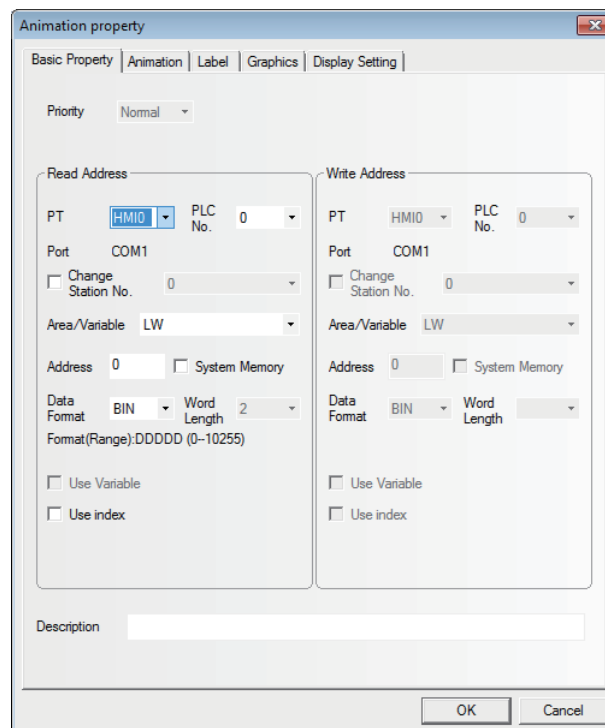 Animation property
Basic Property Animation Label Graphics Display Setting
Priority Normal
Read Address
PT HMI0 PLC No. 0
Port COM1
Change Station No. 0
Area/Variable LW
Address 0 System Memory
Data Format BIN Word Length 2
Format(Range):DDDDD (0--10255)
Use Variable
Use index
Write Address
PT HMI0 PLC No. 0
Port COM1
Change Station No. 0
Area/Variable LW
Address 0 System Memory
Data Format BIN Word Length
Use Variable
Use index
Description
OK Cancel